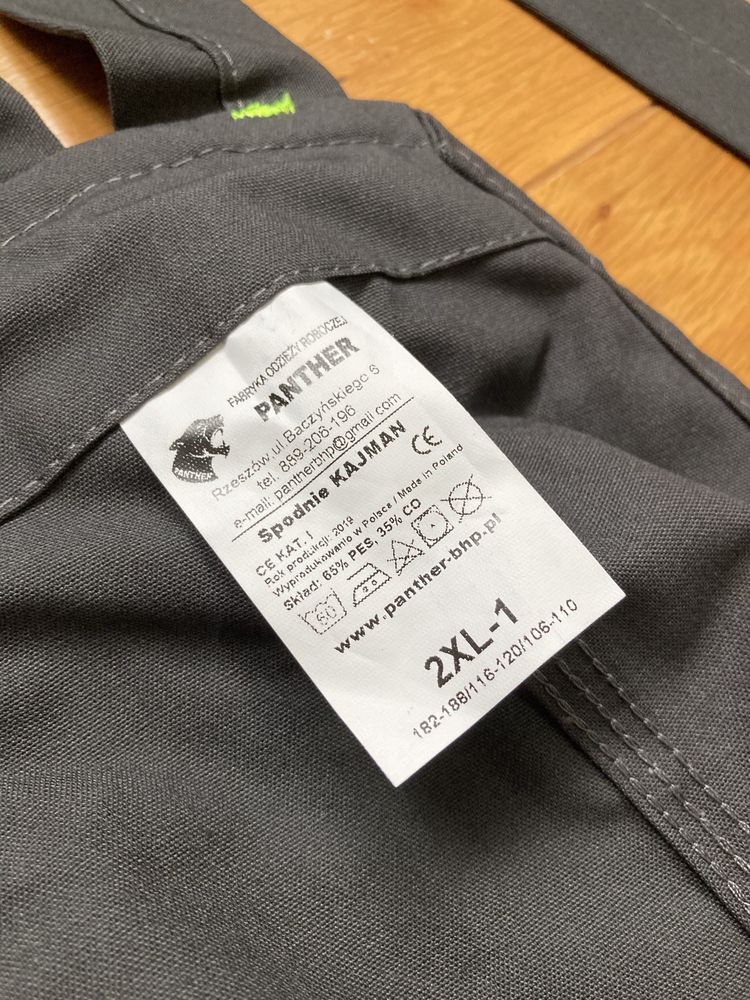 FABRYKA ODZIEŻY ROBOCZEJ
PANTHER
PANTHER
Rzeszów, ul. Baczyńskiego 6
tel. 889-206-196
e-mail: pantherbhp@gmail.com
Spodnie KAJMAN
CE
CE KAT. I
Rok produkcji: 2019
Wyprodukowano w Polsce / Made in Poland
Skład: 65% PES, 35% CO
60
www.panther-bhp.pl
2XL-1
182-188/116-120/106-110